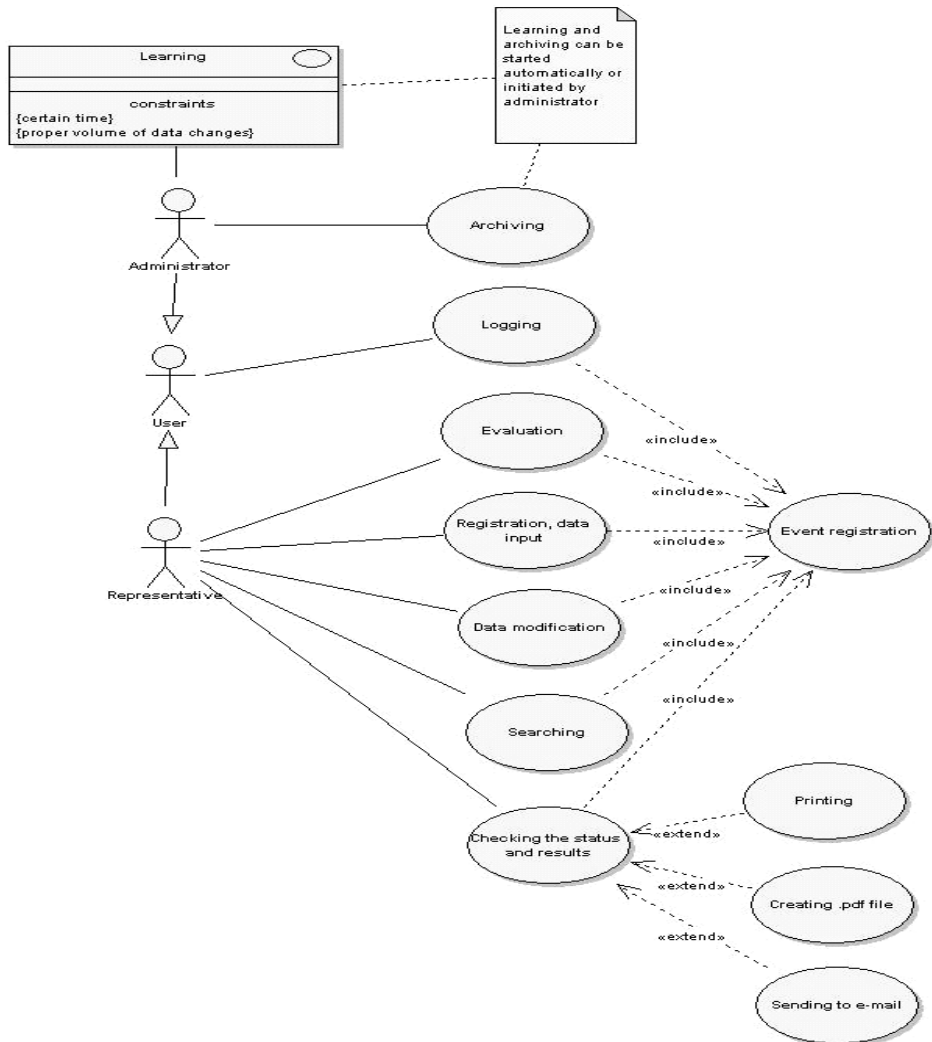 Learning
constraints
{certain time}
{proper volume of data changes}
Learning and
archiving can be
started
automatically or
initiated by
administrator
Administrator
Archiving
Logging
User
Evaluation
«include»
«include»
Registration, data
input
«include»
Event registration
Representative
Data modification
«include»
Searching
«include»
«include»
Checking the status
and results
Printing
«extend»
Creating .pdf file
«extend»
«extend»
Sending to e-mail